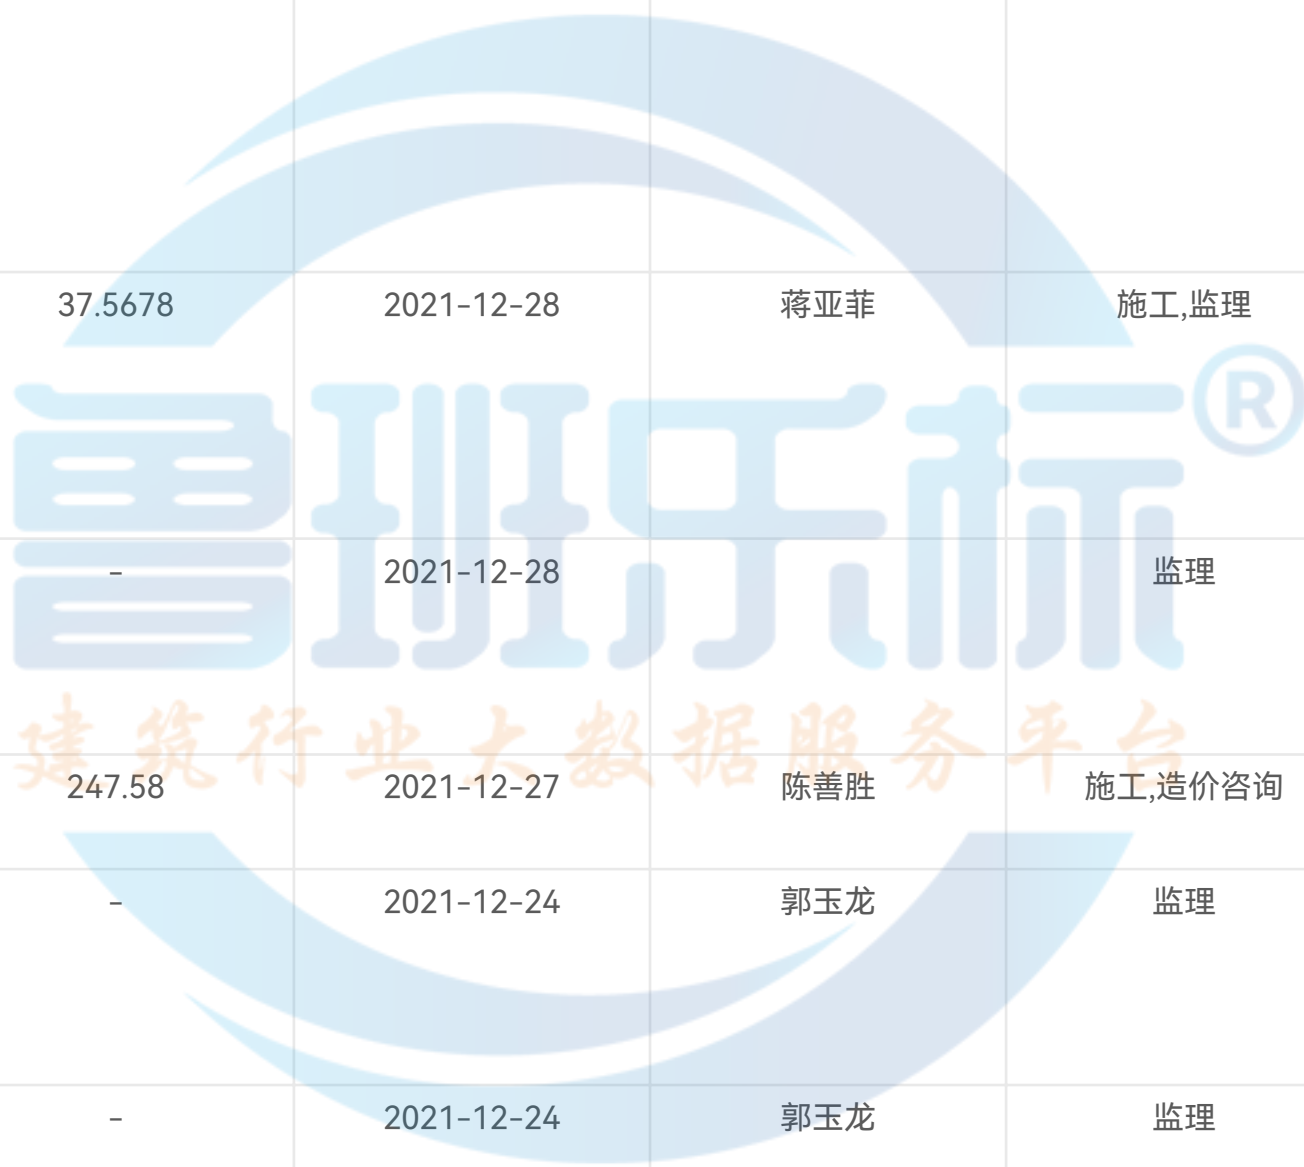 37.5678 2021-12-28 蒋亚菲 施工,监理
鲁班乐标®
- 2021-12-28 监理
建筑行业大数据服务平台
247.58 2021-12-27 陈善胜 施工,造价咨询
- 2021-12-24 郭玉龙 监理
- 2021-12-24 郭玉龙 监理